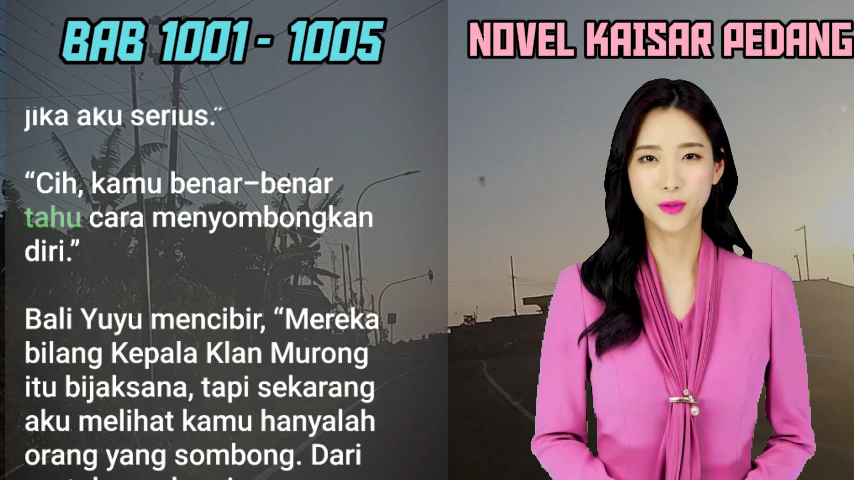 BAB 1001 - 1005
NOVEL KAISAR PEDANG
jika aku serius.“
“Cih, kamu benar–benar
tahu cara menyombongkan
diri.”
Bali Yuyu mencibir, “Mereka
bilang Kepala Klan Murong
itu bijaksana, tapi sekarang
aku melihat kamu hanyalah
orang yang sombong. Dari